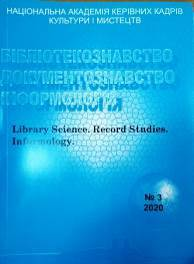 НАЦІОНАЛЬНА АКАДЕМІЯ КЕРІВНИХ КАДРІВ
КУЛЬТУРИ І МИСТЕЦТВ
БІБЛІОТЕКОЗНАВСТВО
ДОКУМЕНТОЗНАВСТВО
ІНФОРМОЛОГІЯ
Library Science. Record Studies.
Informology.
№ 3
2020